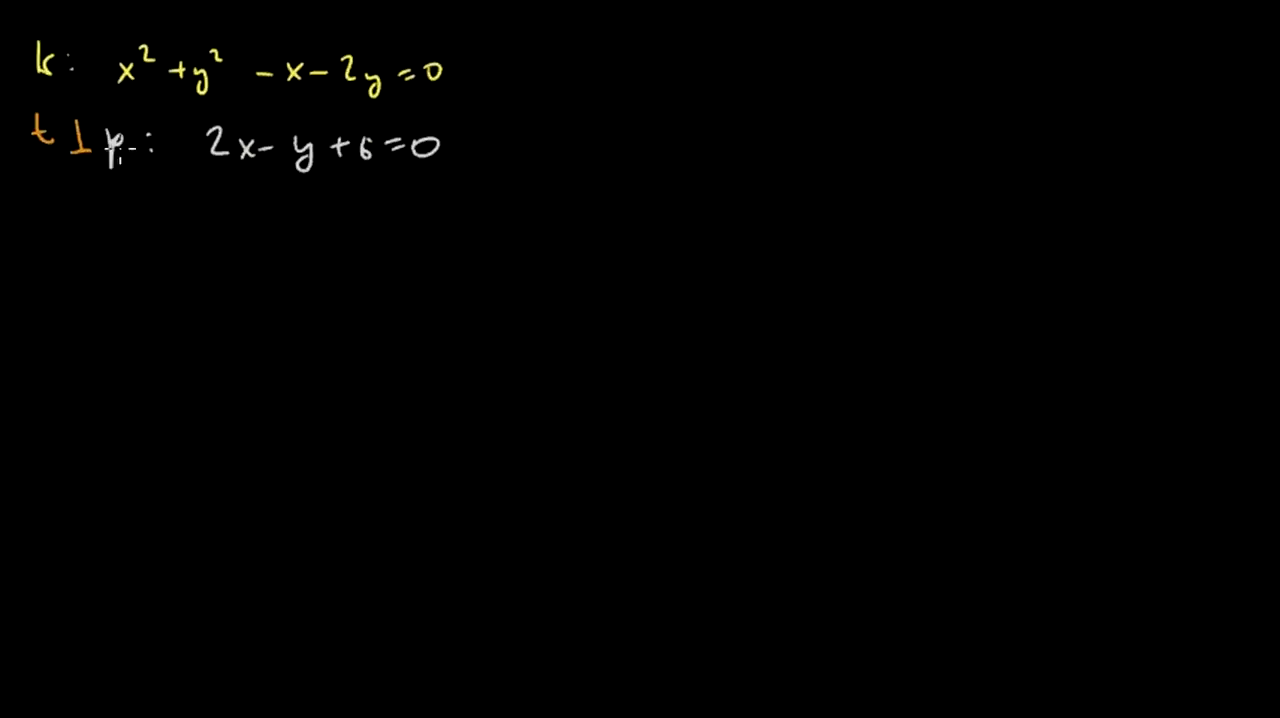 k: x² + y² - x - 2y = 0
t ⊥ p: 2x - y + 6 = 0